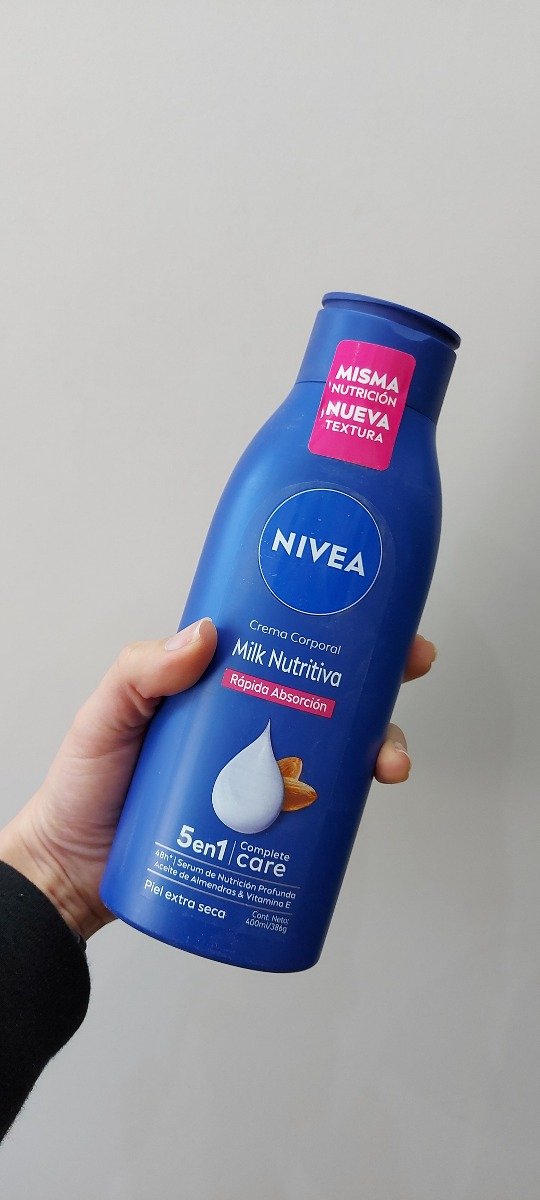 MISMA
NUTRICIÓN
NUEVA
TEXTURA
NIVEA
Crema Corporal
Milk Nutritiva
Rápida Absorción
5en1 | Complete care
48h* | Serum de Nutrición Profunda
Aceite de Almendras & Vitamina E
Piel extra seca
Cont. Neto:
400ml/386g